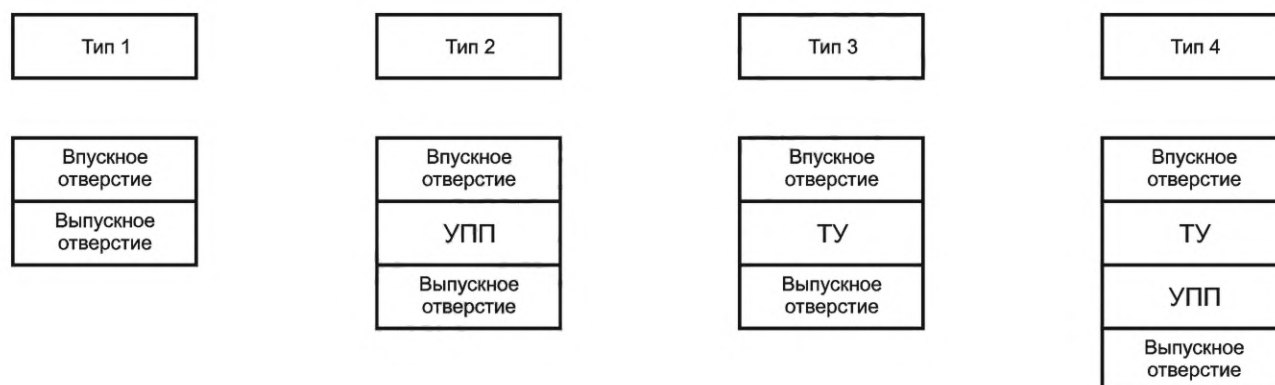 Тип 1
Тип 2
Тип 3
Тип 4
Впускное
отверстие
Выпускное
отверстие
Впускное
отверстие
УПП
Выпускное
отверстие
Впускное
отверстие
ТУ
Выпускное
отверстие
Впускное
отверстие
ТУ
УПП
Выпускное
отверстие